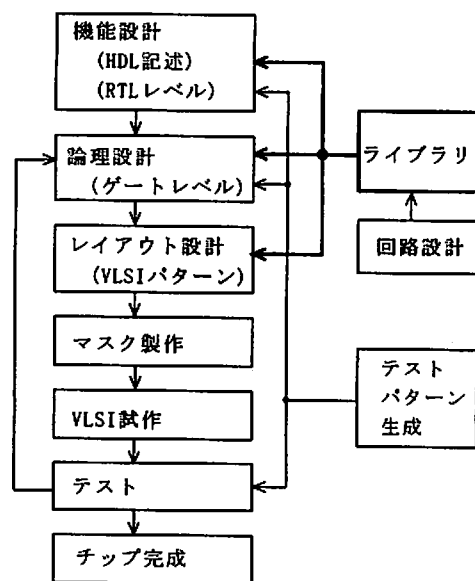 機能設計
(HDL記述)
(RTLレベル)
論理設計
(ゲートレベル)
レイアウト設計
(VLSIパターン)
マスク製作
VLSI試作
テスト
チップ完成
ライブラリ
回路設計
テスト
パターン
生成